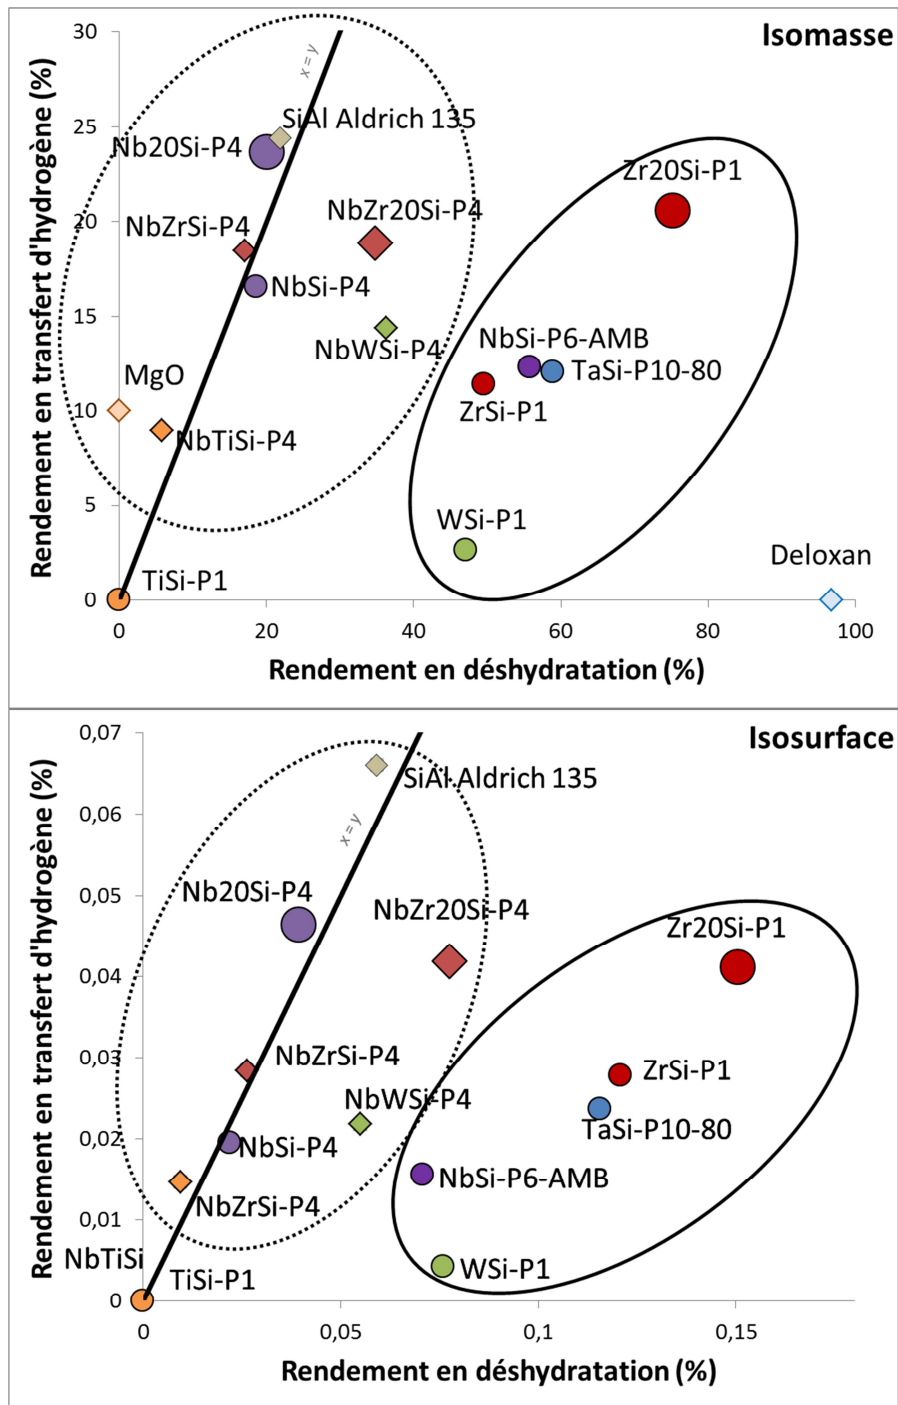 Isomasse
Rendement en transfert d'hydrogène (%)
30
25
20
15
10
5
0
x = y
SiAl Aldrich 135
Nb20Si-P4
Zr20Si-P1
NbZr20Si-P4
NbZrSi-P4
NbSi-P4
NbWSi-P4
NbSi-P6-AMB
TaSi-P10-80
MgO
ZrSi-P1
NbTiSi-P4
WSi-P1
Deloxan
TiSi-P1
0 20 40 60 80 100
Rendement en déshydratation (%)
Isosurface
Rendement en transfert d'hydrogène (%)
0,07
0,06
0,05
0,04
0,03
0,02
0,01
0
SiAl Aldrich 135
x = y
Nb20Si-P4
NbZr20Si-P4
Zr20Si-P1
NbZrSi-P4
ZrSi-P1
NbWSi-P4
TaSi-P10-80
NbSi-P4
NbSi-P6-AMB
NbZrSi-P4
NbTiSi
TiSi-P1
WSi-P1
0 0,05 0,1 0,15
Rendement en déshydratation (%)